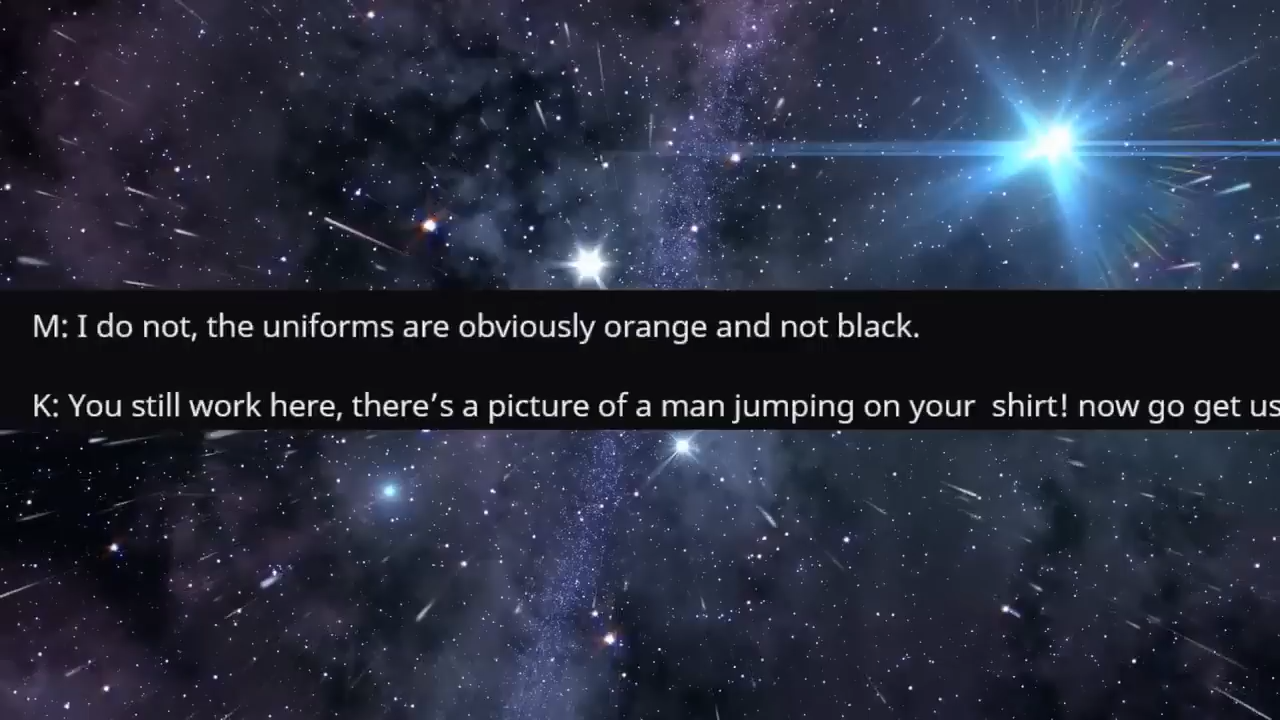 M: I do not, the uniforms are obviously orange and not black.
K: You still work here, there’s a picture of a man jumping on your  shirt! now go get us